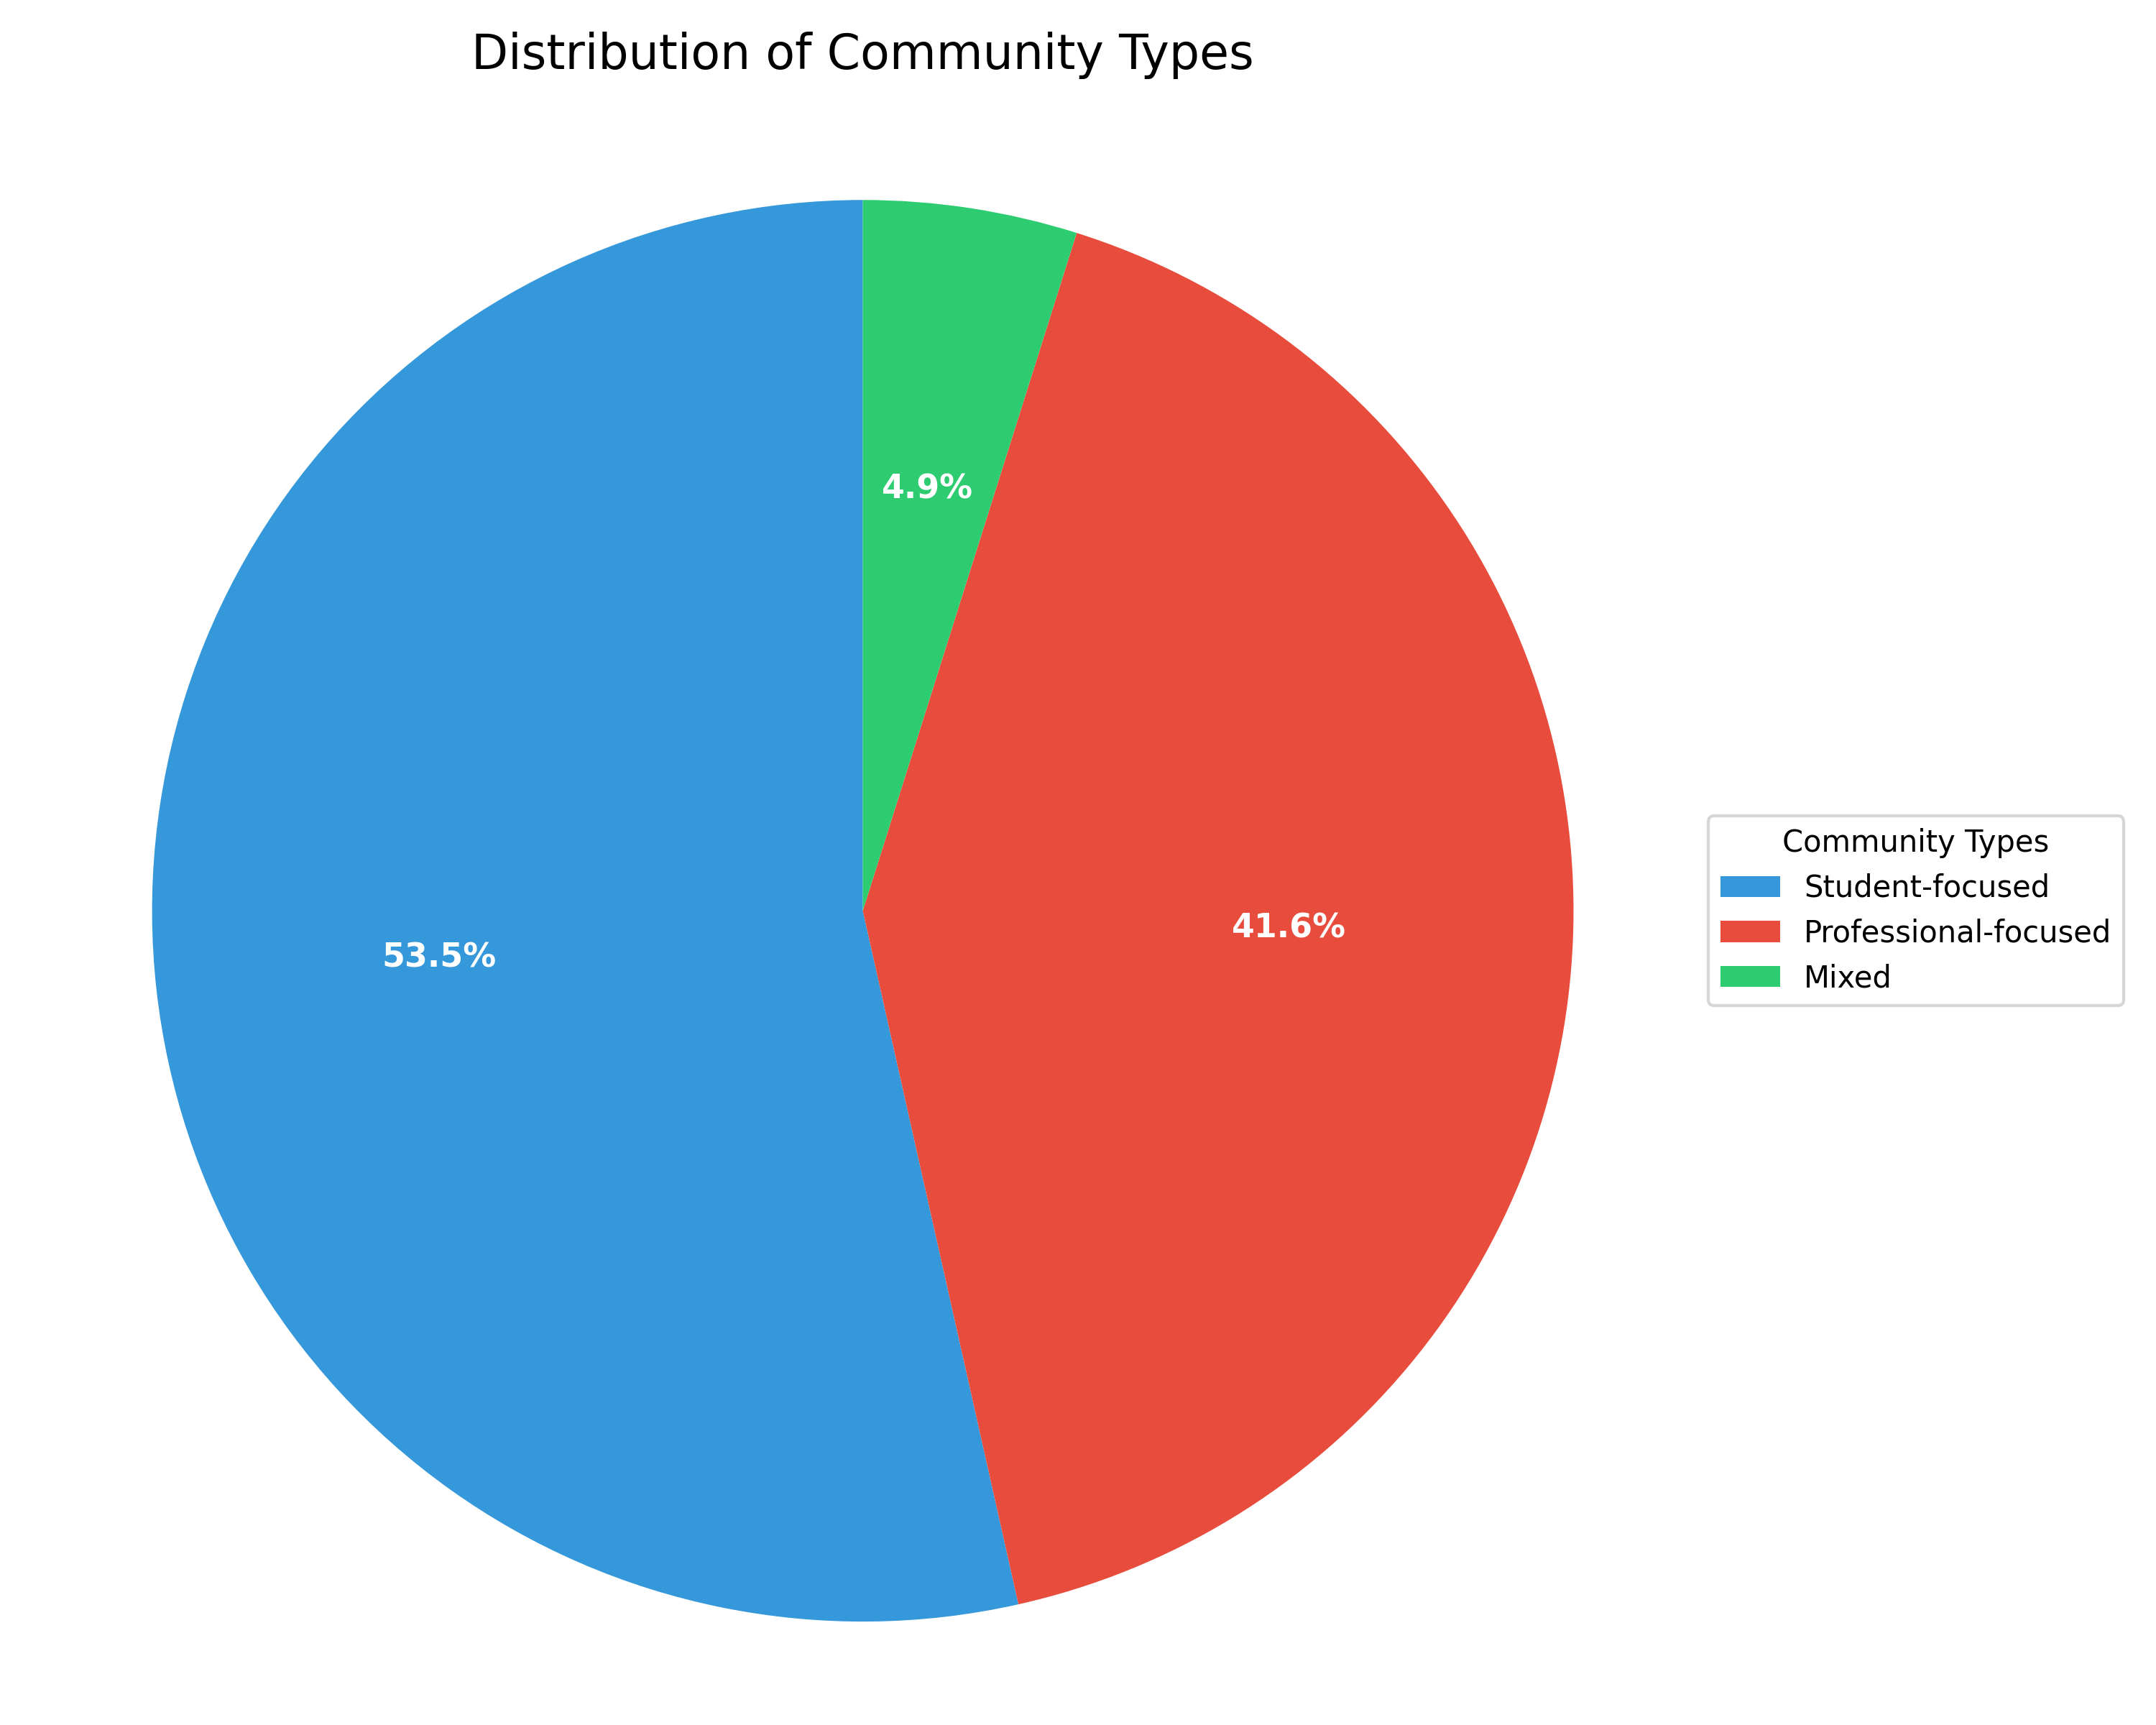 Distribution of Community Types
4.9%
53.5%
41.6%
Community Types
Student-focused
Professional-focused
Mixed